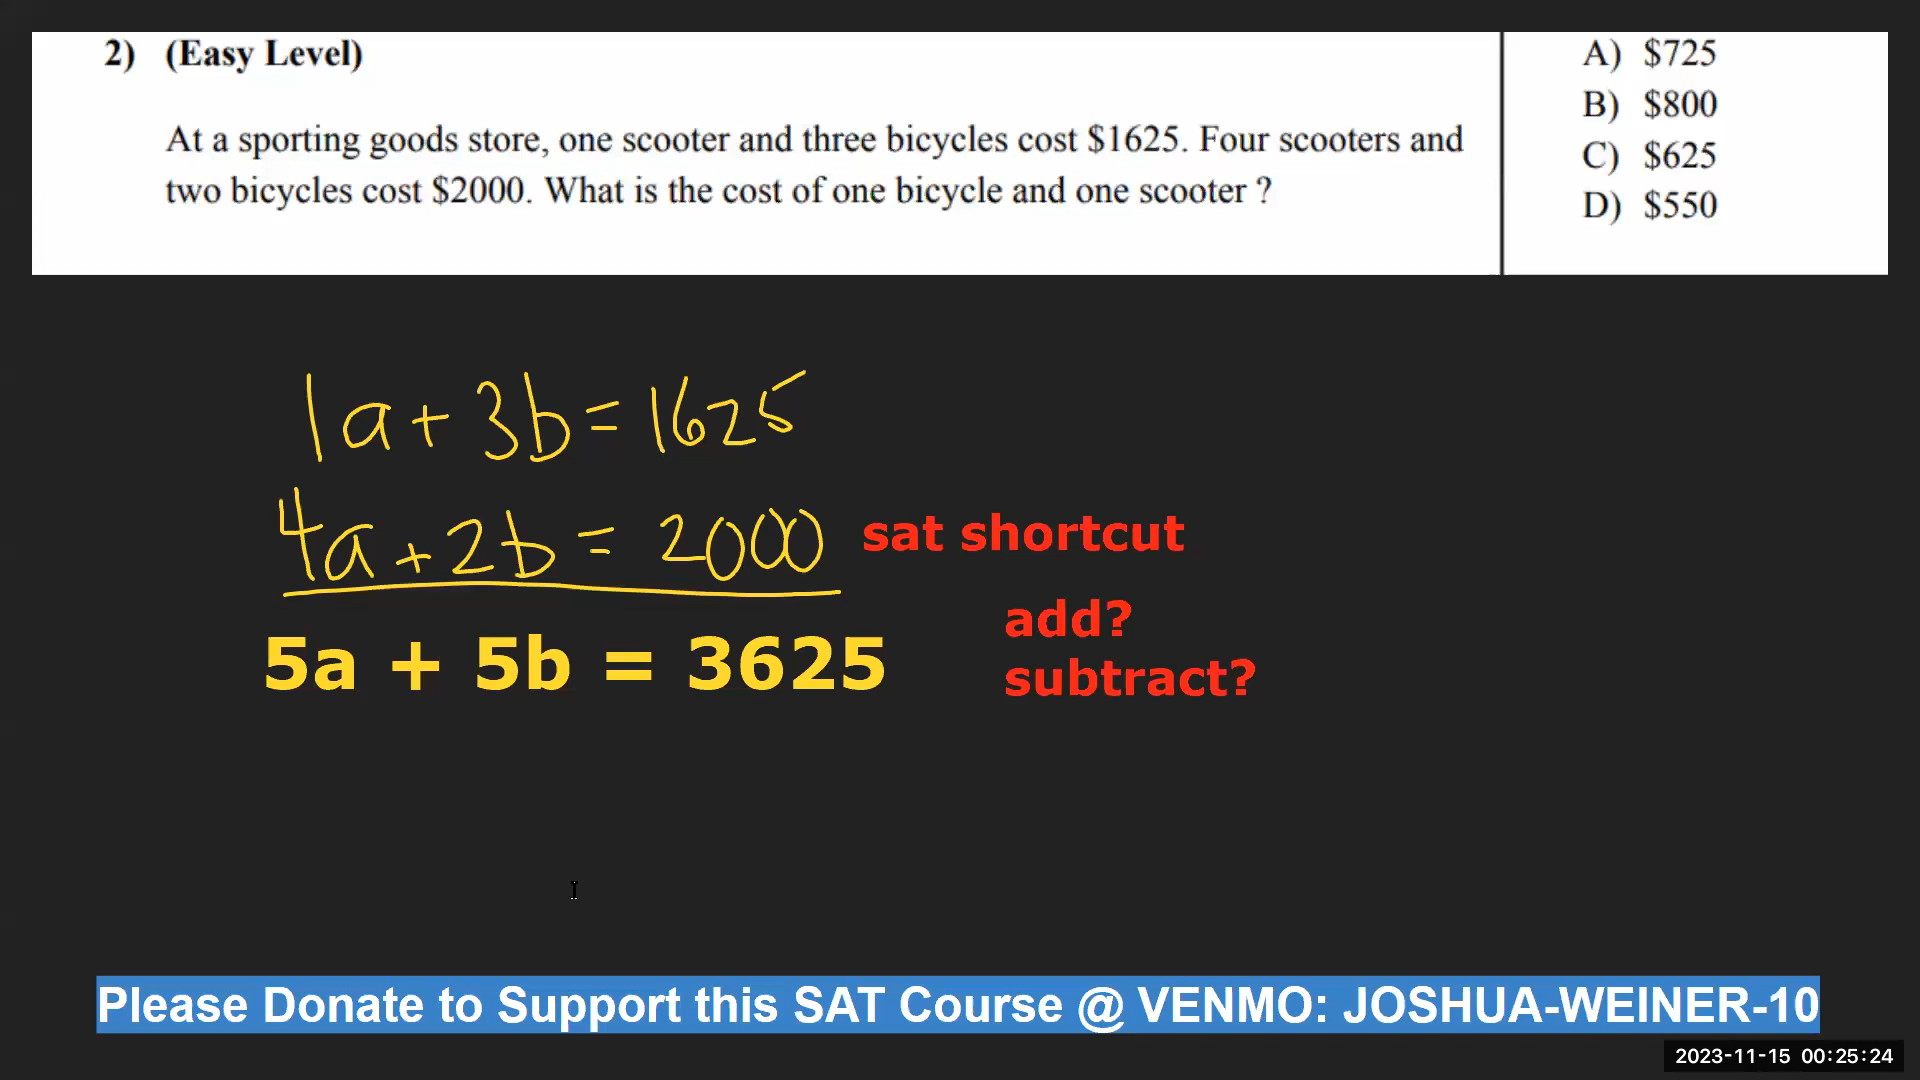 2) (Easy Level)
At a sporting goods store, one scooter and three bicycles cost $1625. Four scooters and
two bicycles cost $2000. What is the cost of one bicycle and one scooter ?
A) $725
B) $800
C) $625
D) $550
1a + 3b = 1625
4a + 2b = 2000
sat shortcut
add?
subtract?
5a + 5b = 3625
Please Donate to Support this SAT Course @ VENMO: JOSHUA-WEINER-10
2023-11-15 00:25:24